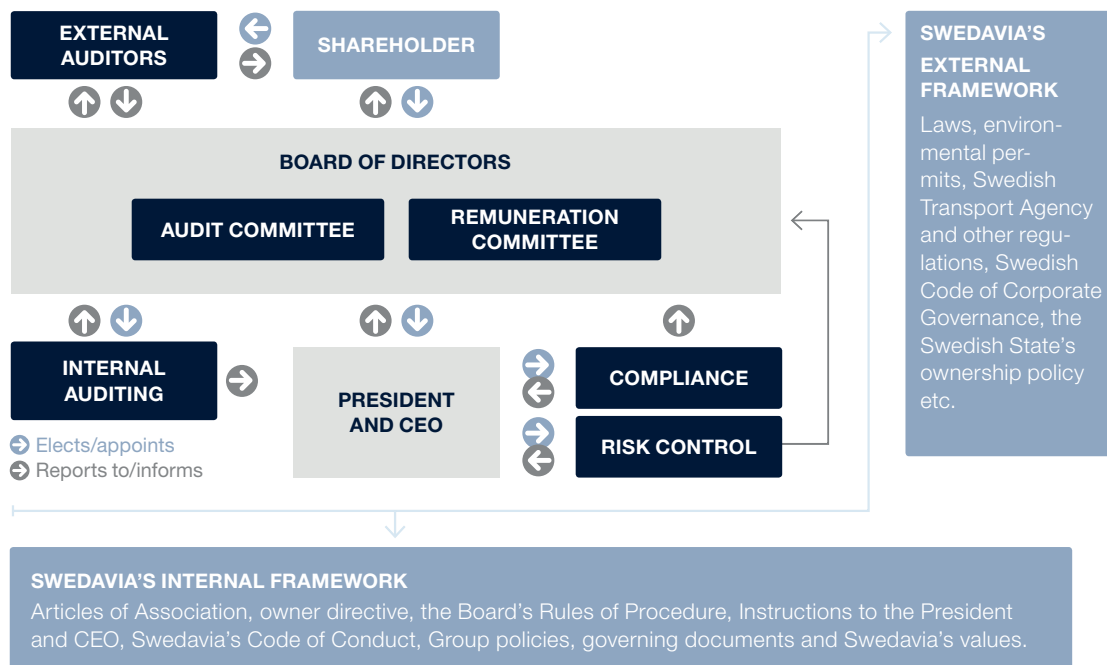 EXTERNAL
AUDITORS
SHAREHOLDER
BOARD OF DIRECTORS
AUDIT COMMITTEE
REMUNERATION
COMMITTEE
INTERNAL
AUDITING
PRESIDENT
AND CEO
COMPLIANCE
RISK CONTROL
Elects/appoints
Reports to/informs
SWEDAVIA'S
EXTERNAL
FRAMEWORK
Laws, environ-
mental per-
mits, Swedish
Transport Agency
and other regu-
lations, Swedish
Code of Corporate
Governance, the
Swedish State's
ownership policy
etc.
SWEDAVIA'S INTERNAL FRAMEWORK
Articles of Association, owner directive, the Board's Rules of Procedure, Instructions to the President
and CEO, Swedavia's Code of Conduct, Group policies, governing documents and Swedavia's values.